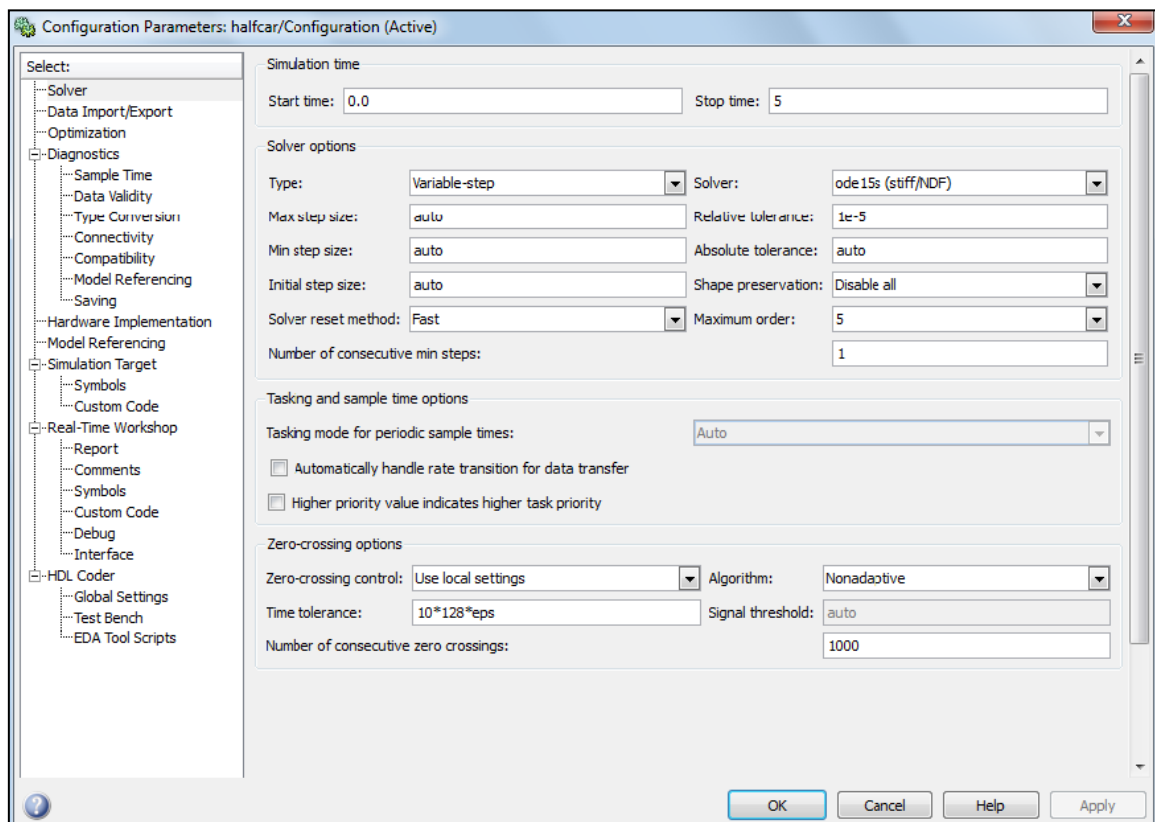 Configuration Parameters: halfcar/Configuration (Active)
Select:
Solver
Data Import/Export
Optimization
Diagnostics
Sample Time
Data Validity
Type Conversion
Connectivity
Compatibility
Model Referencing
Saving
Hardware Implementation
Model Referencing
Simulation Target
Symbols
Custom Code
Real-Time Workshop
Report
Comments
Symbols
Custom Code
Debug
Interface
HDL Coder
Global Settings
Test Bench
EDA Tool Scripts
Simulation time
Start time: 0.0 Stop time: 5
Solver options
Type: Variable-step Solver: ode15s (stiff/NDF)
Max step size: auto Relative tolerance: 1e-5
Min step size: auto Absolute tolerance: auto
Initial step size: auto Shape preservation: Disable all
Solver reset method: Fast Maximum order: 5
Number of consecutive min steps: 1
Tasking and sample time options
Tasking mode for periodic sample times: Auto
Automatically handle rate transition for data transfer
Higher priority value indicates higher task priority
Zero-crossing options
Zero-crossing control: Use local settings Algorithm: Nonadaptive
Time tolerance: 10*128*eps Signal threshold: auto
Number of consecutive zero crossings: 1000
OK Cancel Help Apply